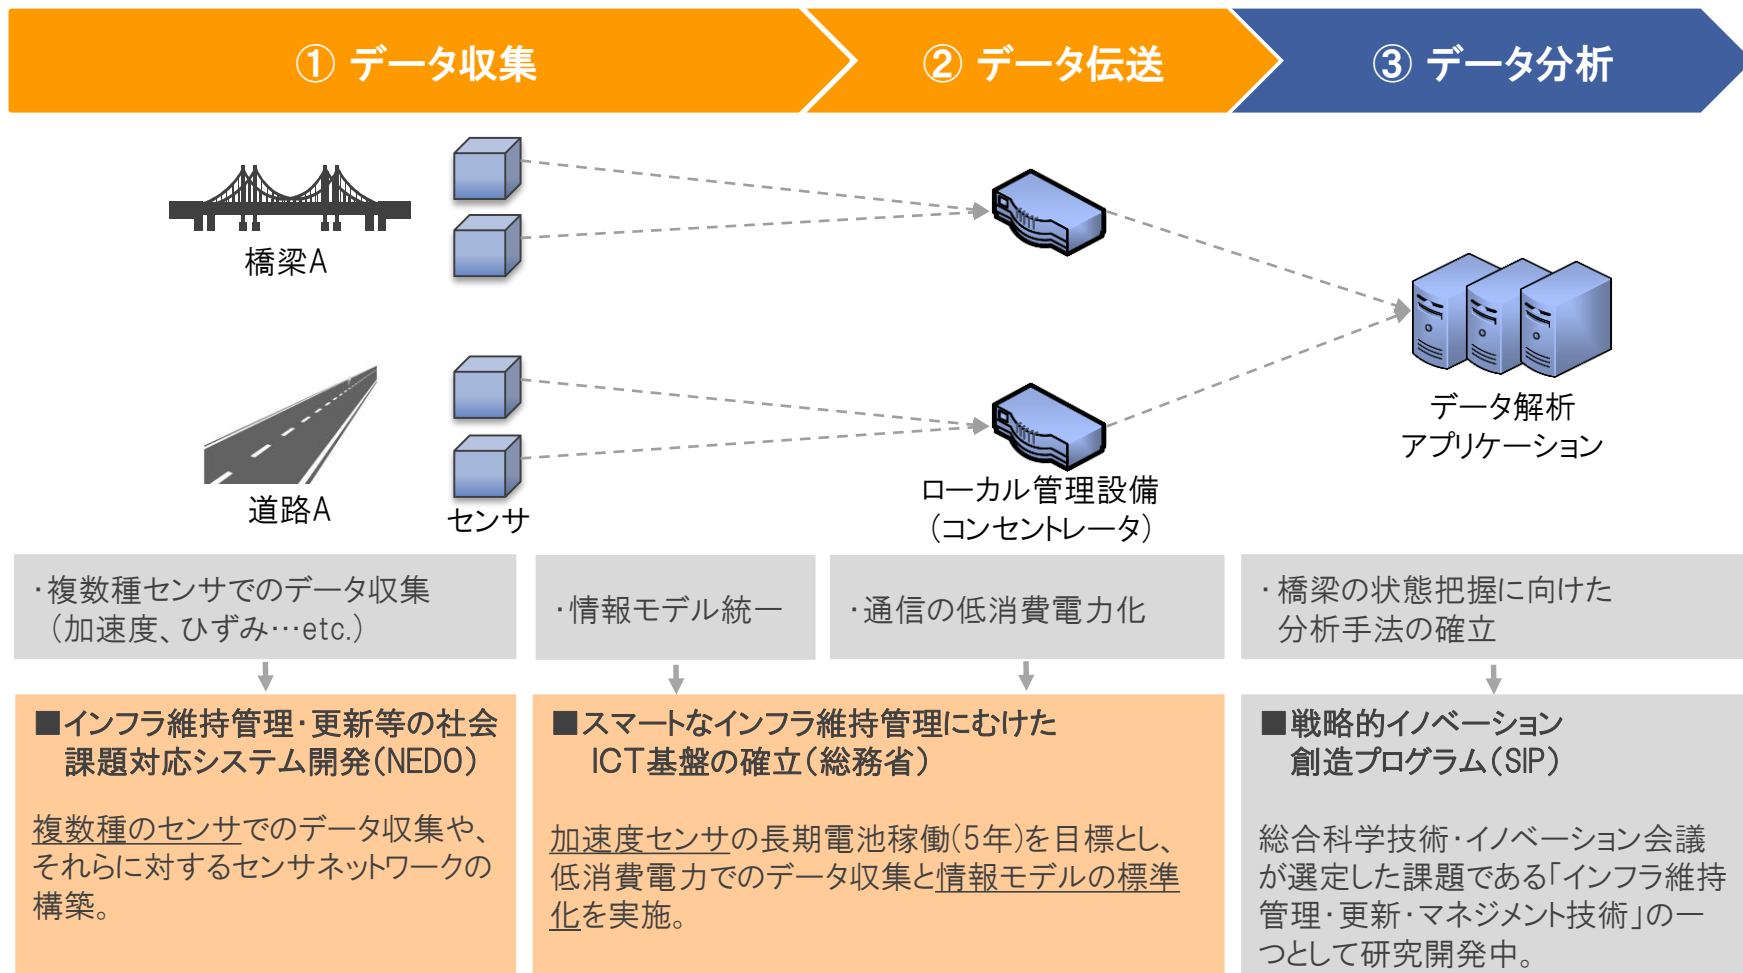 ① データ収集
② データ伝送
③ データ分析
橋梁A
道路A
センサ
ローカル管理設備
(コンセントレータ)
データ解析
アプリケーション
・複数種センサでのデータ収集
(加速度、ひずみ…etc.)
・情報モデル統一
・通信の低消費電力化
・橋梁の状態把握に向けた
分析手法の確立
■インフラ維持管理・更新等の社会
課題対応システム開発(NEDO)
複数種のセンサでのデータ収集や、
それらに対するセンサネットワークの
構築。
■スマートなインフラ維持管理にむけた
ICT基盤の確立(総務省)
加速度センサの長期電池稼働(5年)を目標とし、
低消費電力でのデータ収集と情報モデルの標準
化を実施。
■戦略的イノベーション
創造プログラム(SIP)
総合科学技術・イノベーション会議
が選定した課題である「インフラ維持
管理・更新・マネジメント技術」の一
つとして研究開発中。